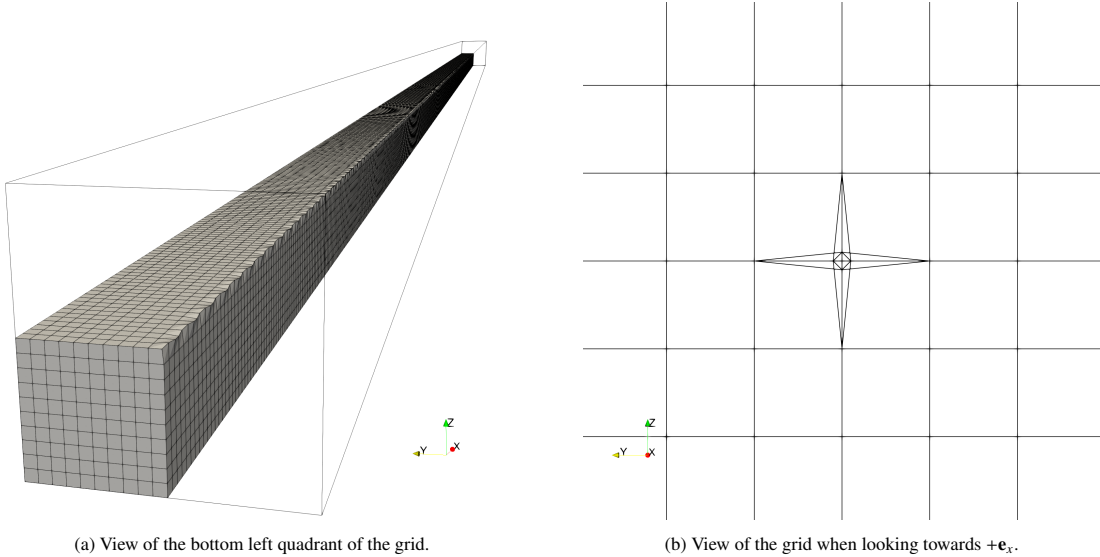 Z
Y
X
Z
Y
X
(a) View of the bottom left quadrant of the grid.
(b) View of the grid when looking towards +eₓ.